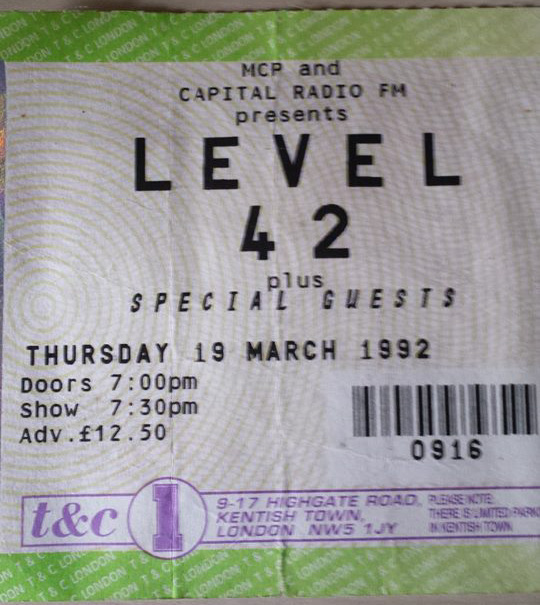 MCP and
CAPITAL RADIO FM
presents
LEVEL
42
plus
SPECIAL GUESTS
THURSDAY 19 MARCH 1992
Doors 7:00pm
Show 7:30pm
Adv.£12.50
0916
t&c 1
9-17 HIGHGATE ROAD,
KENTISH TOWN,
LONDON NW5 1JY
PLEASE NOTE
THERE IS LIMITED
IN KENTISH TOWN